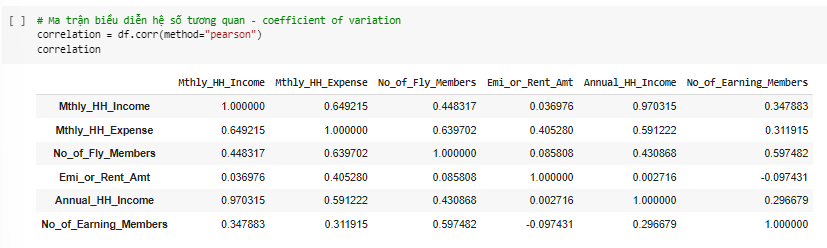 [ ] # Ma trận biểu diễn hệ số tương quan - coefficient of variation
correlation = df.corr(method="pearson")
correlation
Mthly_HH_Income Mthly_HH_Expense No_of_Fly_Members Emi_or_Rent_Amt Annual_HH_Income No_of_Earning_Members
Mthly_HH_Income 1.000000 0.649215 0.448317 0.036976 0.970315 0.347883
Mthly_HH_Expense 0.649215 1.000000 0.639702 0.405280 0.591222 0.311915
No_of_Fly_Members 0.448317 0.639702 1.000000 0.085808 0.430868 0.597482
Emi_or_Rent_Amt 0.036976 0.405280 0.085808 1.000000 0.002716 -0.097431
Annual_HH_Income 0.970315 0.591222 0.430868 0.002716 1.000000 0.296679
No_of_Earning_Members 0.347883 0.311915 0.597482 -0.097431 0.296679 1.000000